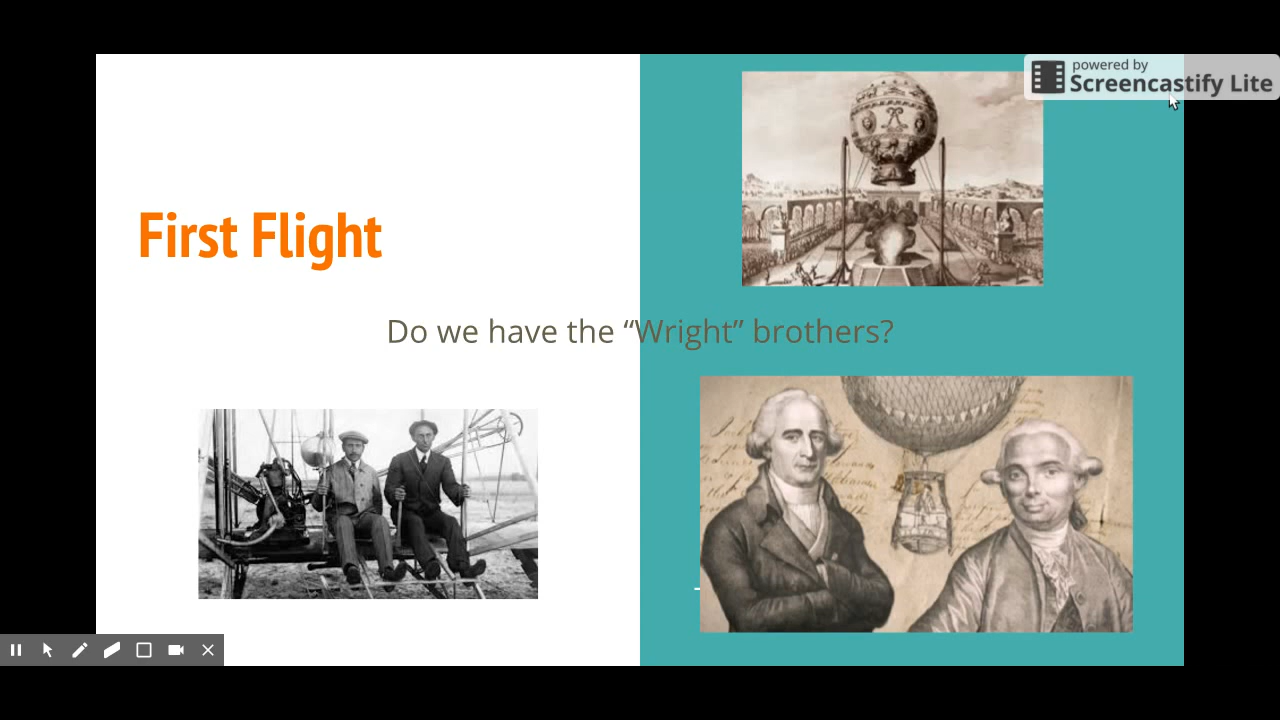 powered by
Screencastify Lite
First Flight
Do we have the “Wright” brothers?